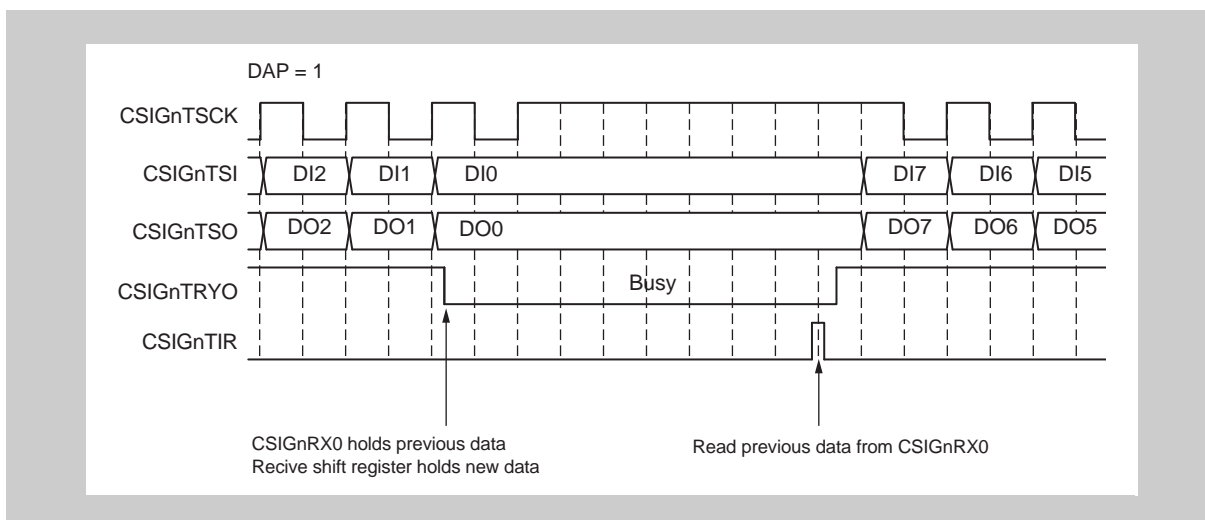 DAP = 1
CSIGnTSCK
CSIGnTSI DI2 DI1 DI0 DI7 DI6 DI5
CSIGnTSO DO2 DO1 DO0 DO7 DO6 DO5
CSIGnTRYO Busy
CSIGnTIR
CSIGnRX0 holds previous data
Recive shift register holds new data
Read previous data from CSIGnRX0